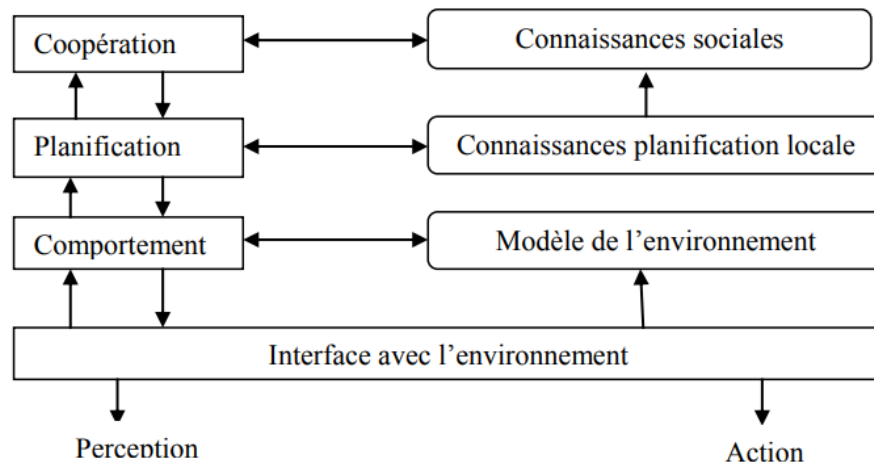 Coopération
Connaissances sociales
Planification
Connaissances planification locale
Comportement
Modèle de l’environnement
Interface avec l’environnement
Perception
Action